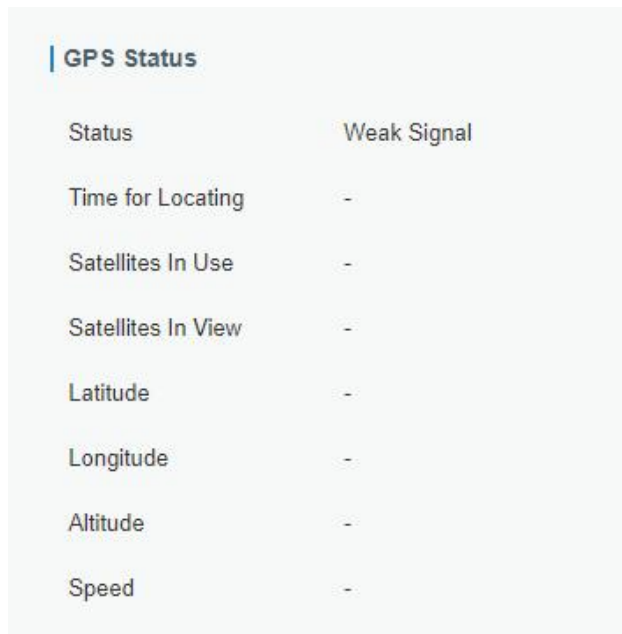 GPS Status
Status Weak Signal
Time for Locating -
Satellites In Use -
Satellites In View -
Latitude -
Longitude -
Altitude -
Speed -